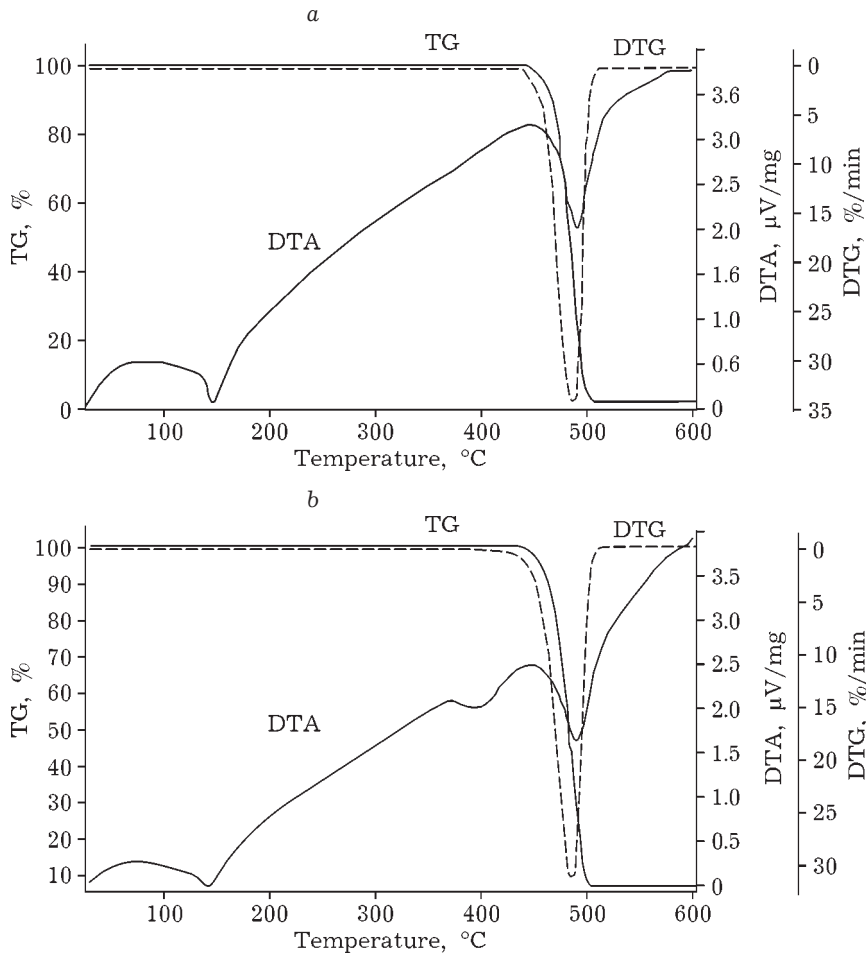 a
TG DTG
100
80
60
40
20
0
TG, %
DTA
3.6
3.0
2.5
2.0
1.6
1.0
0.6
0
DTA, µV/mg
0
5
10
15
20
25
30
35
DTG, %/min
100 200 300 400 500 600
Temperature, °C
b
TG DTG
100
90
80
70
60
50
40
30
20
10
TG, %
DTA
3.5
3.0
2.5
2.0
1.5
1.0
0.5
0
DTA, µV/mg
0
5
10
15
20
25
30
DTG, %/min
100 200 300 400 500 600
Temperature, °C